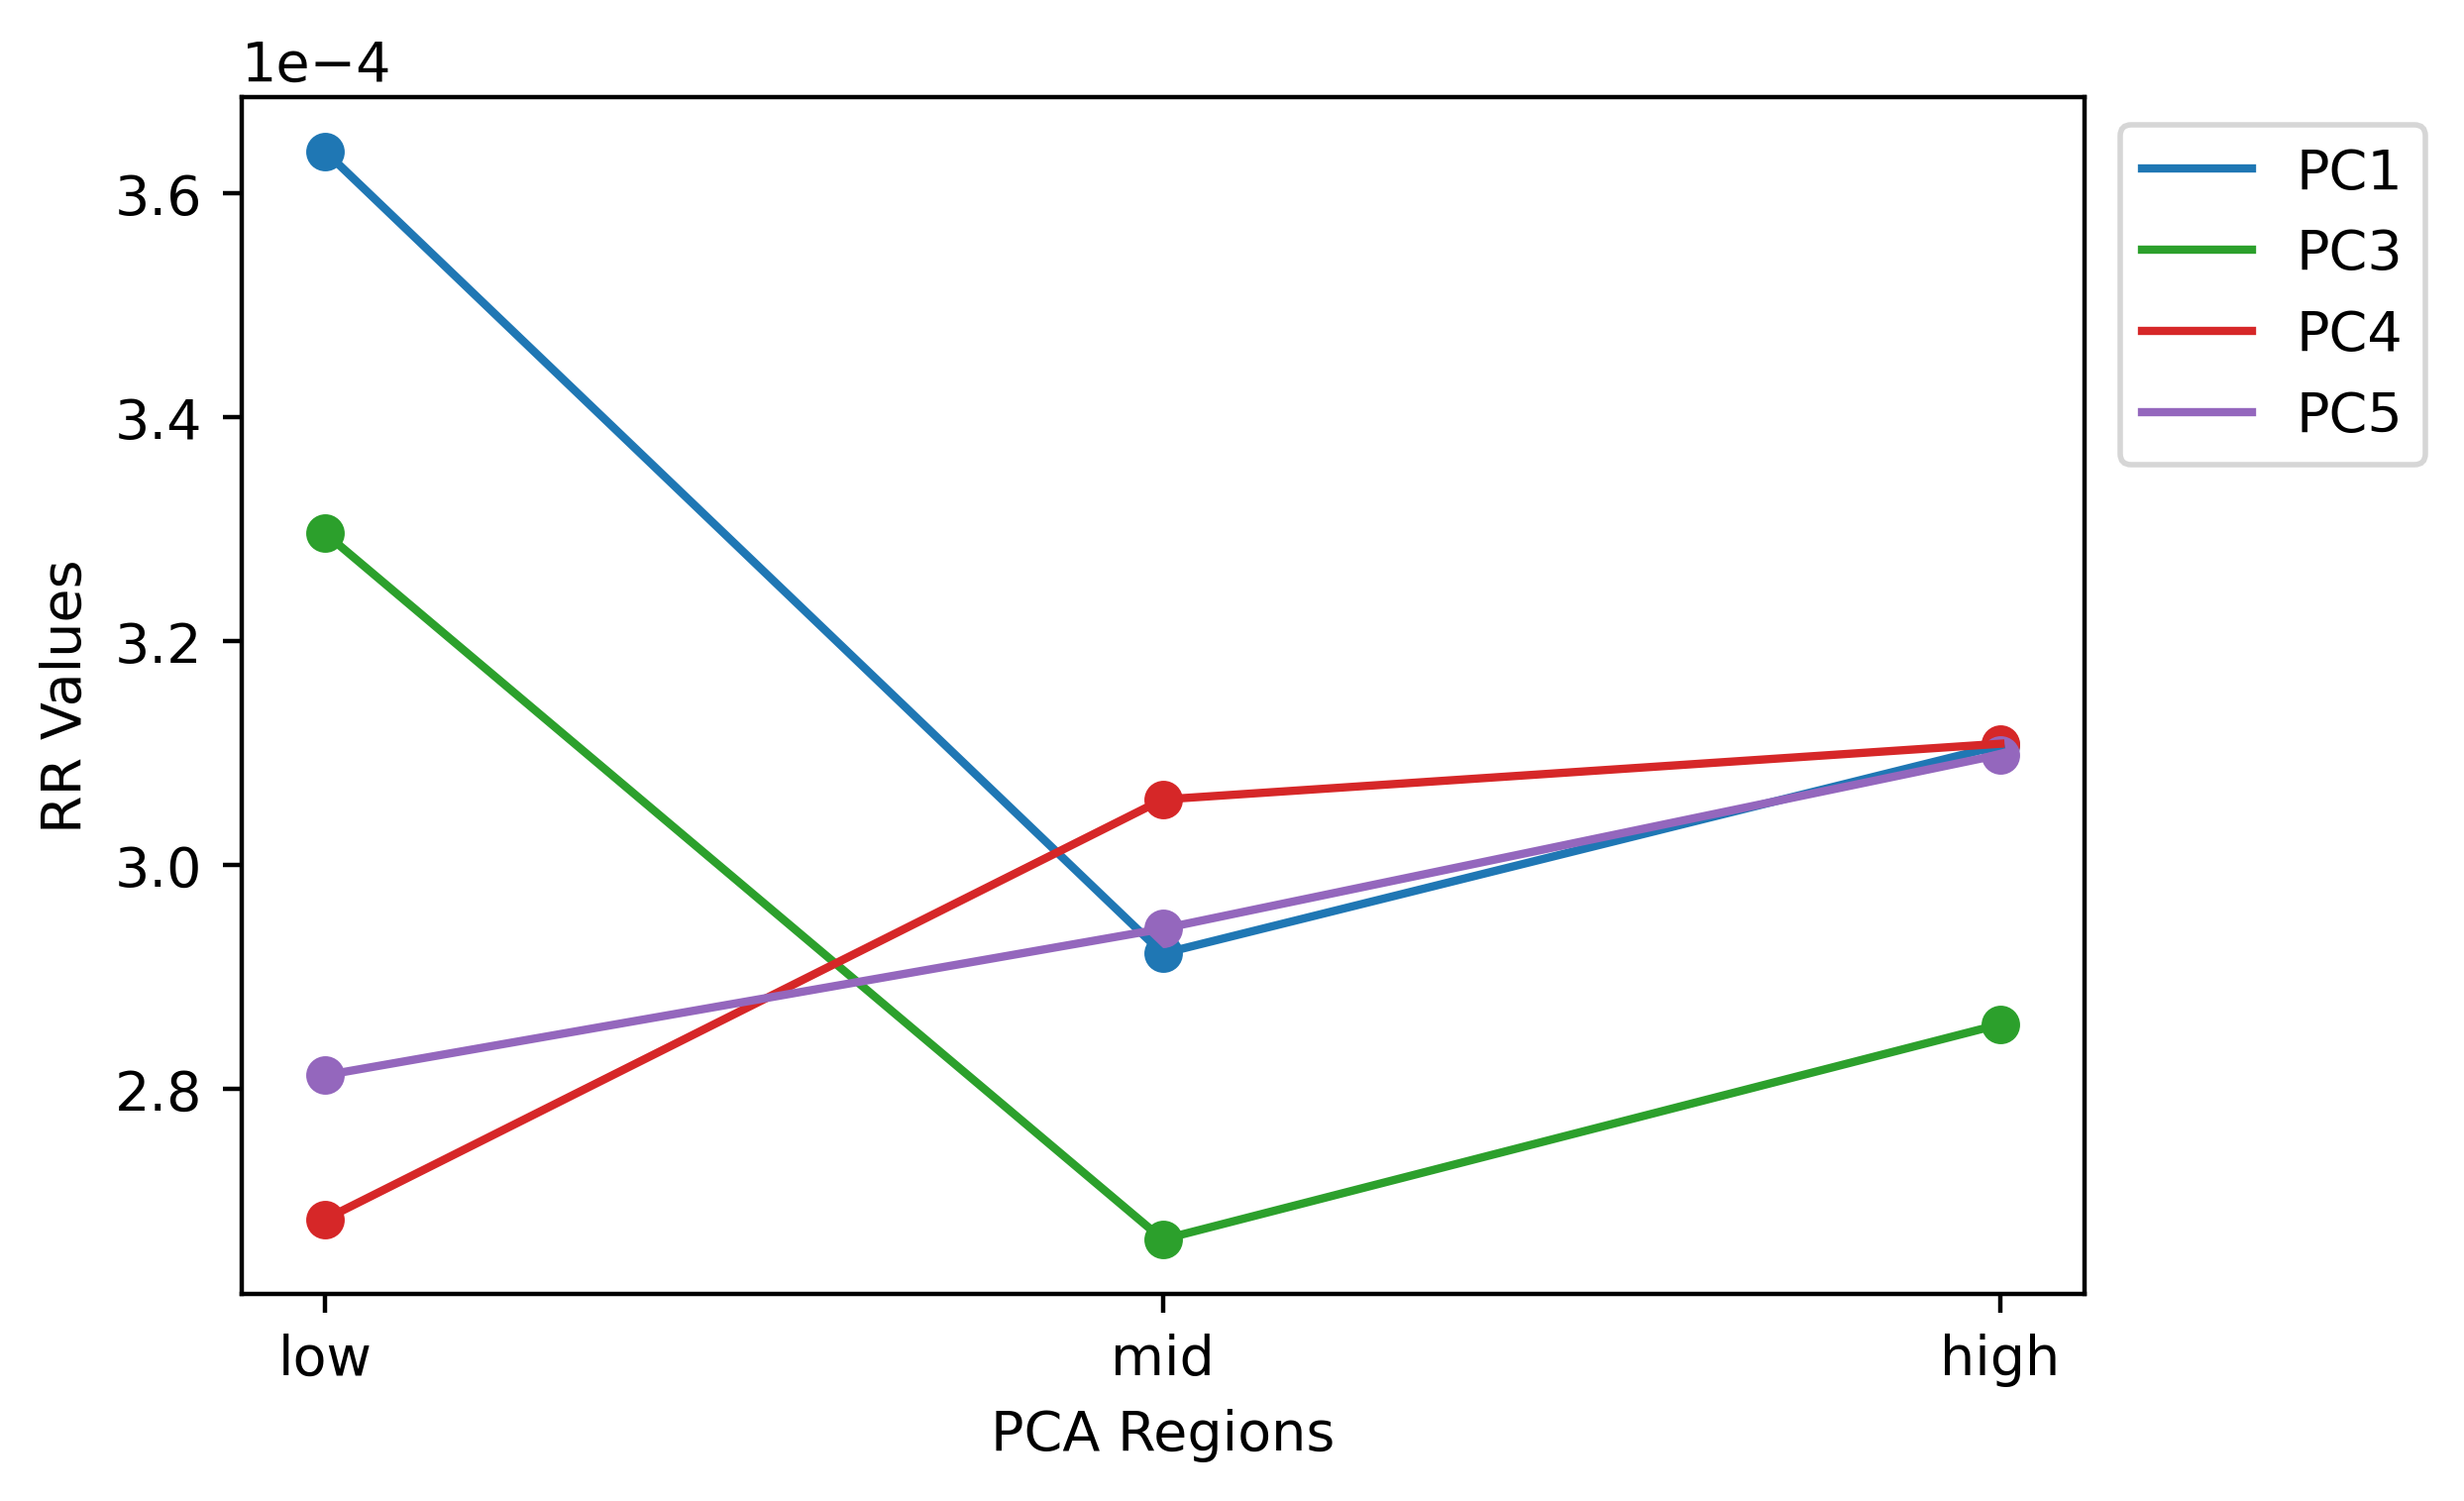 1e−4
3.6
3.4
3.2
3.0
2.8
RR Values
low
mid
high
PCA Regions
PC1
PC3
PC4
PC5